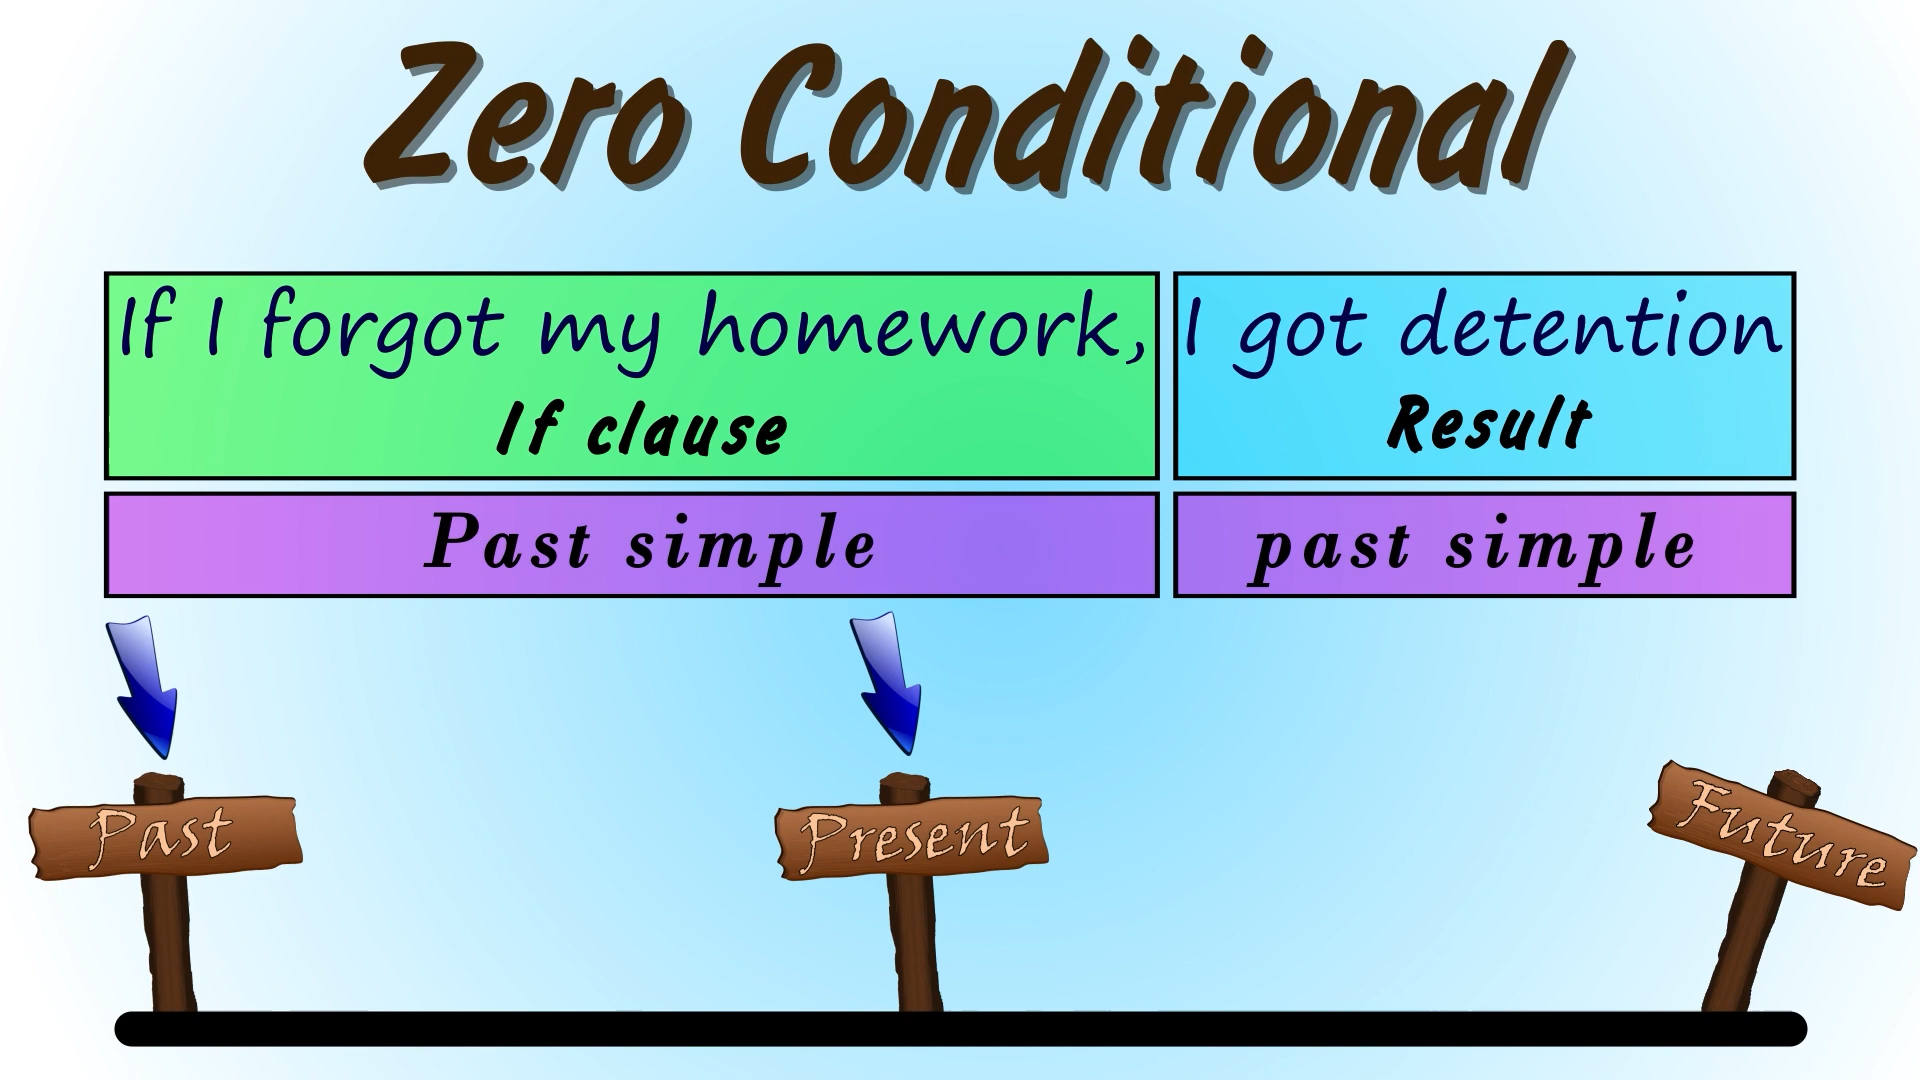 Zero Conditional
If I forgot my homework, I got detention
If clause Result
Past simple past simple
Past Present Future